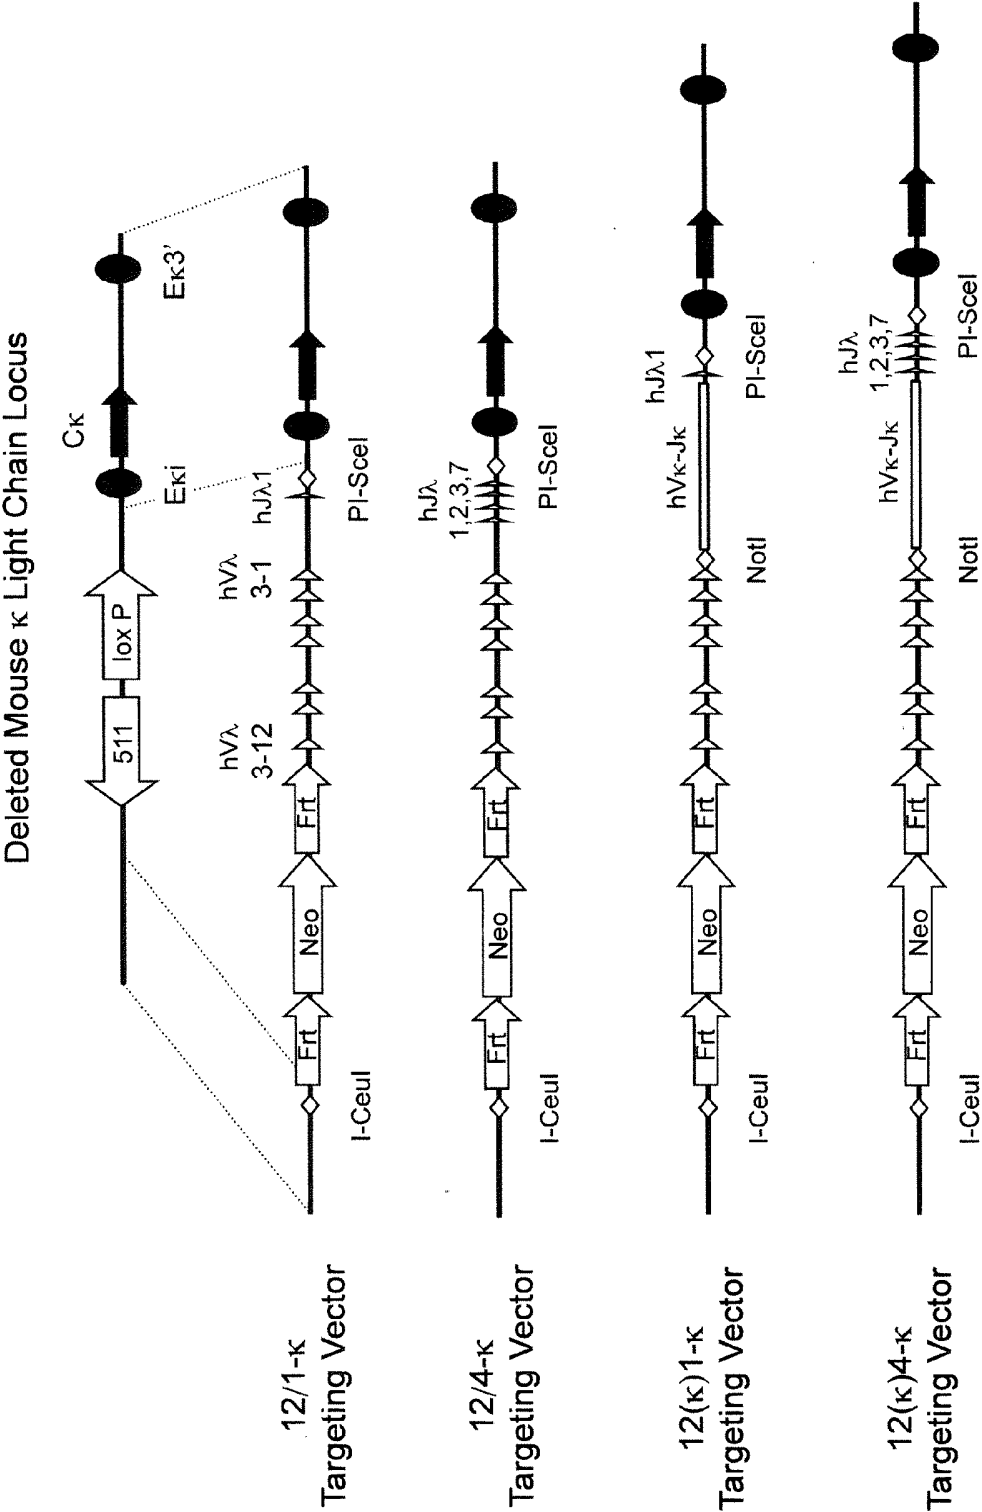 Deleted Mouse κ Light Chain Locus
511
lox P
Cκ
Eκi
Eκ3'
12/1-κ
Targeting Vector
I-CeuI
Frt
Neo
Frt
hVλ
3-12
hVλ
3-1
hJλ1
PI-SceI
12/4-κ
Targeting Vector
I-CeuI
Frt
Neo
Frt
hJλ
1,2,3,7
PI-SceI
12(κ)1-κ
Targeting Vector
I-CeuI
Frt
Neo
Frt
NotI
hVκ-Jκ
hJλ1
PI-SceI
12(κ)4-κ
Targeting Vector
I-CeuI
Frt
Neo
Frt
NotI
hVκ-Jκ
hJλ
1,2,3,7
PI-SceI